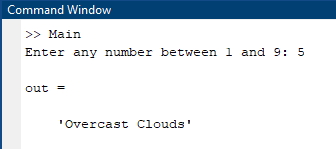 Command Window
>> Main
Enter any number between 1 and 9: 5
out =
'Overcast Clouds'